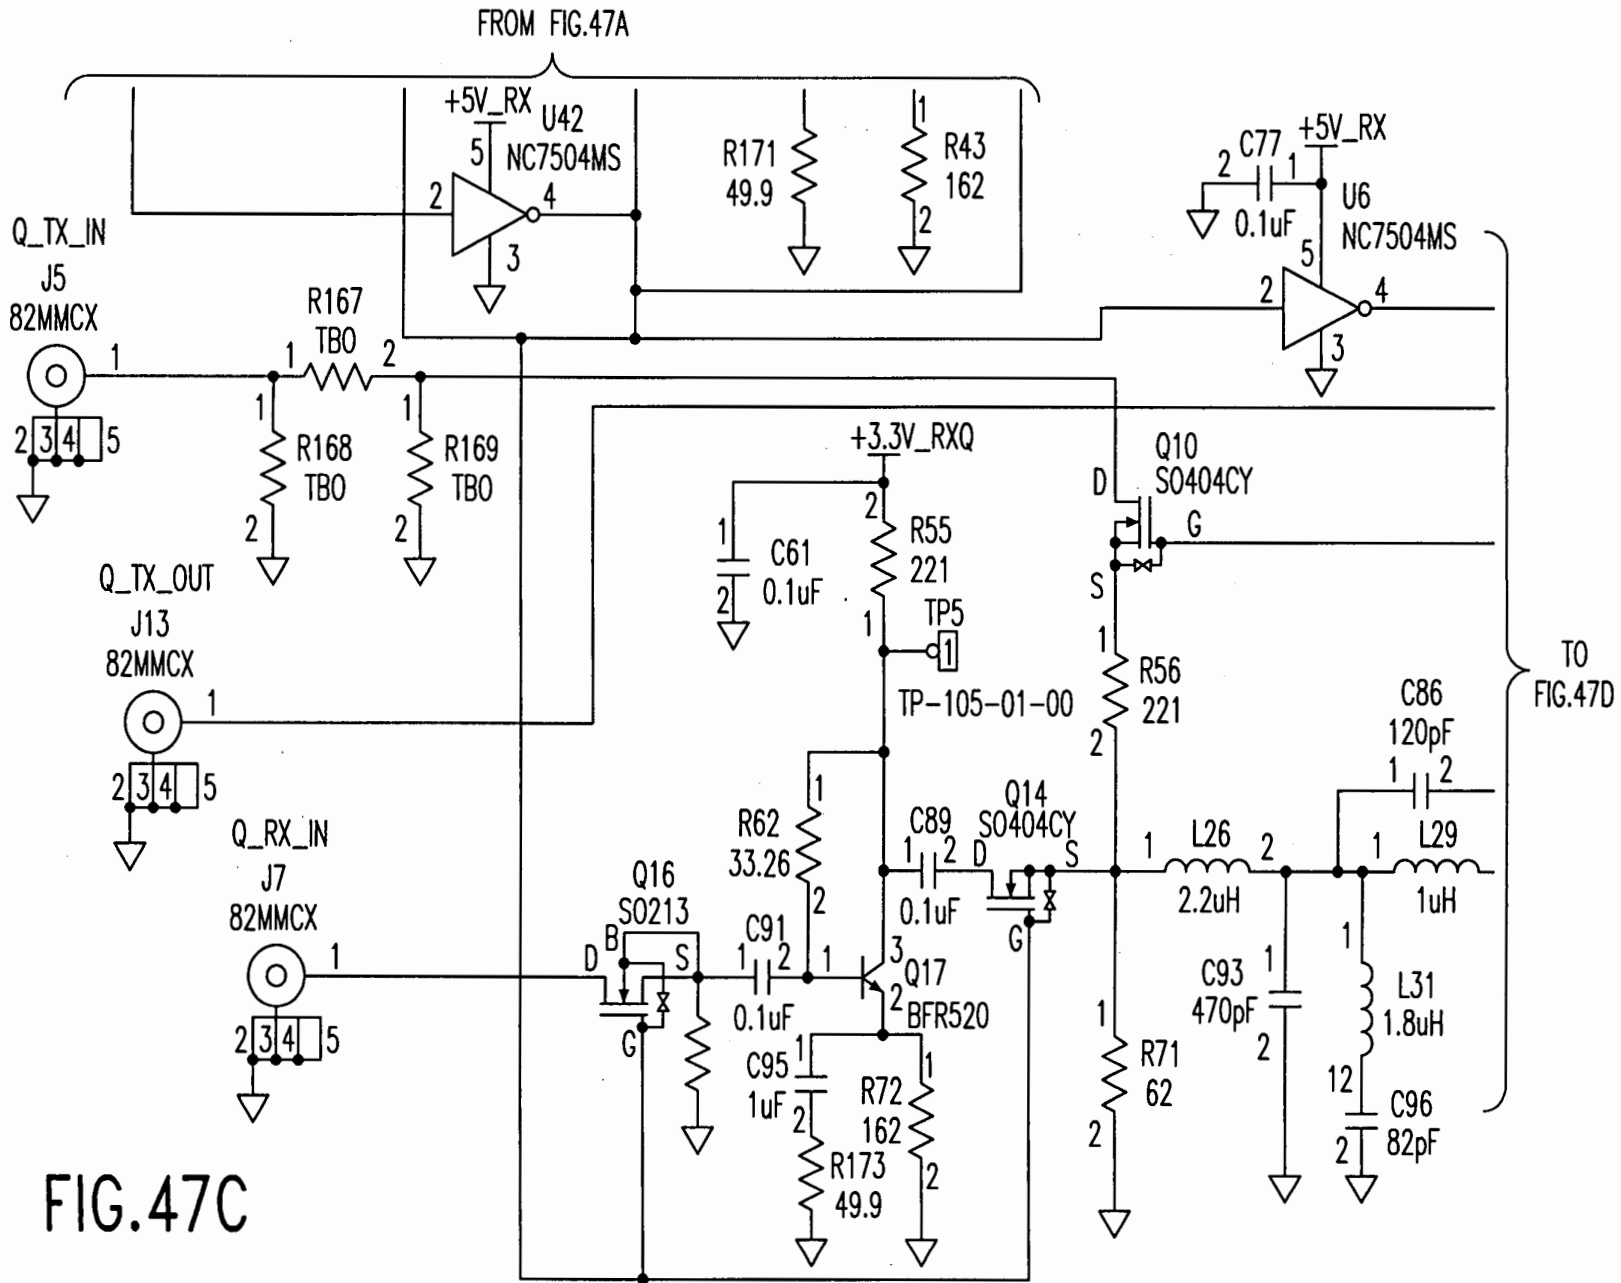 FROM FIG.47A
+5V_RX
U42
NC7504MS
5
2
4
3
R171
49.9
1
R43
162
2
+5V_RX
C77
2
1
0.1uF
U6
NC7504MS
5
2
4
3
Q_TX_IN
J5
82MMCX
1
2
3
4
5
R167
TBO
1
2
1
R168
TBO
2
1
R169
TBO
2
Q_TX_OUT
J13
82MMCX
1
2
3
4
5
+3.3V_RXQ
2
R55
221
1
1
C61
0.1uF
2
TP5
1
TP-105-01-00
Q10
SO404CY
D
G
S
1
R56
221
2
TO
FIG.47D
C86
120pF
1
2
Q_RX_IN
J7
82MMCX
1
2
3
4
5
Q16
SO213
B
D
S
G
C91
1
2
0.1uF
1
R62
33.26
2
1
3
2
Q17
BFR520
C89
1
2
0.1uF
Q14
SO404CY
D
S
G
1
L26
2
2.2uH
1
L29
1uH
1
C93
470pF
2
1
L31
1.8uH
12
C96
82pF
2
1
C95
1uF
2
R173
49.9
1
R72
162
2
1
R71
62
2
FIG.47C